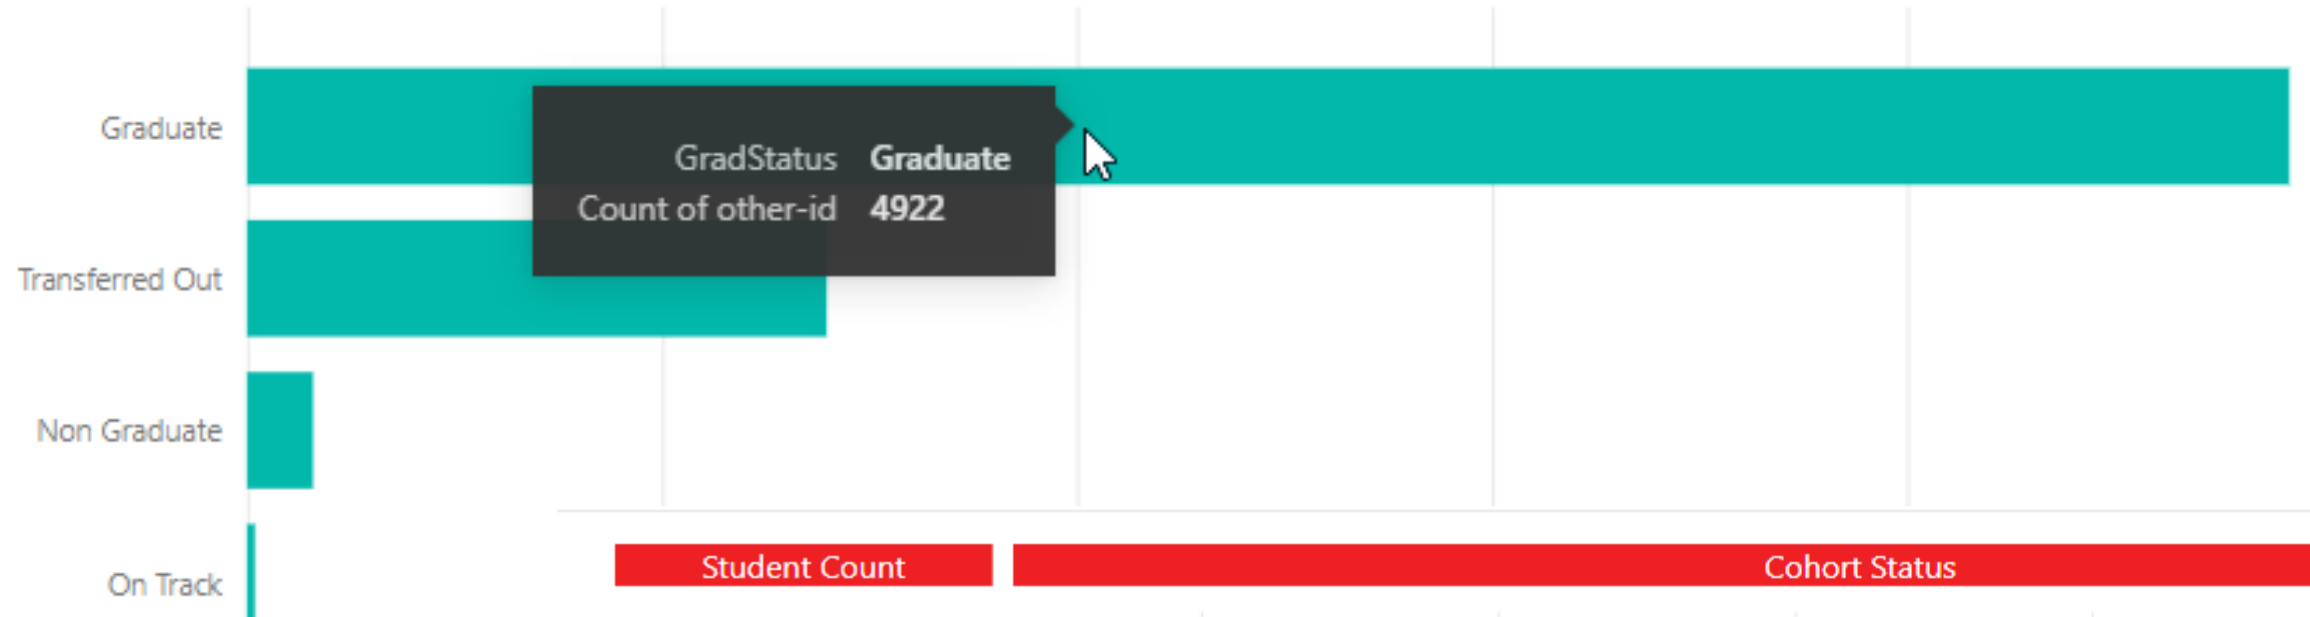 Graduate
GradStatus Graduate
Count of other-id 4922
Transferred Out
Non Graduate
On Track
Student Count
Cohort Status